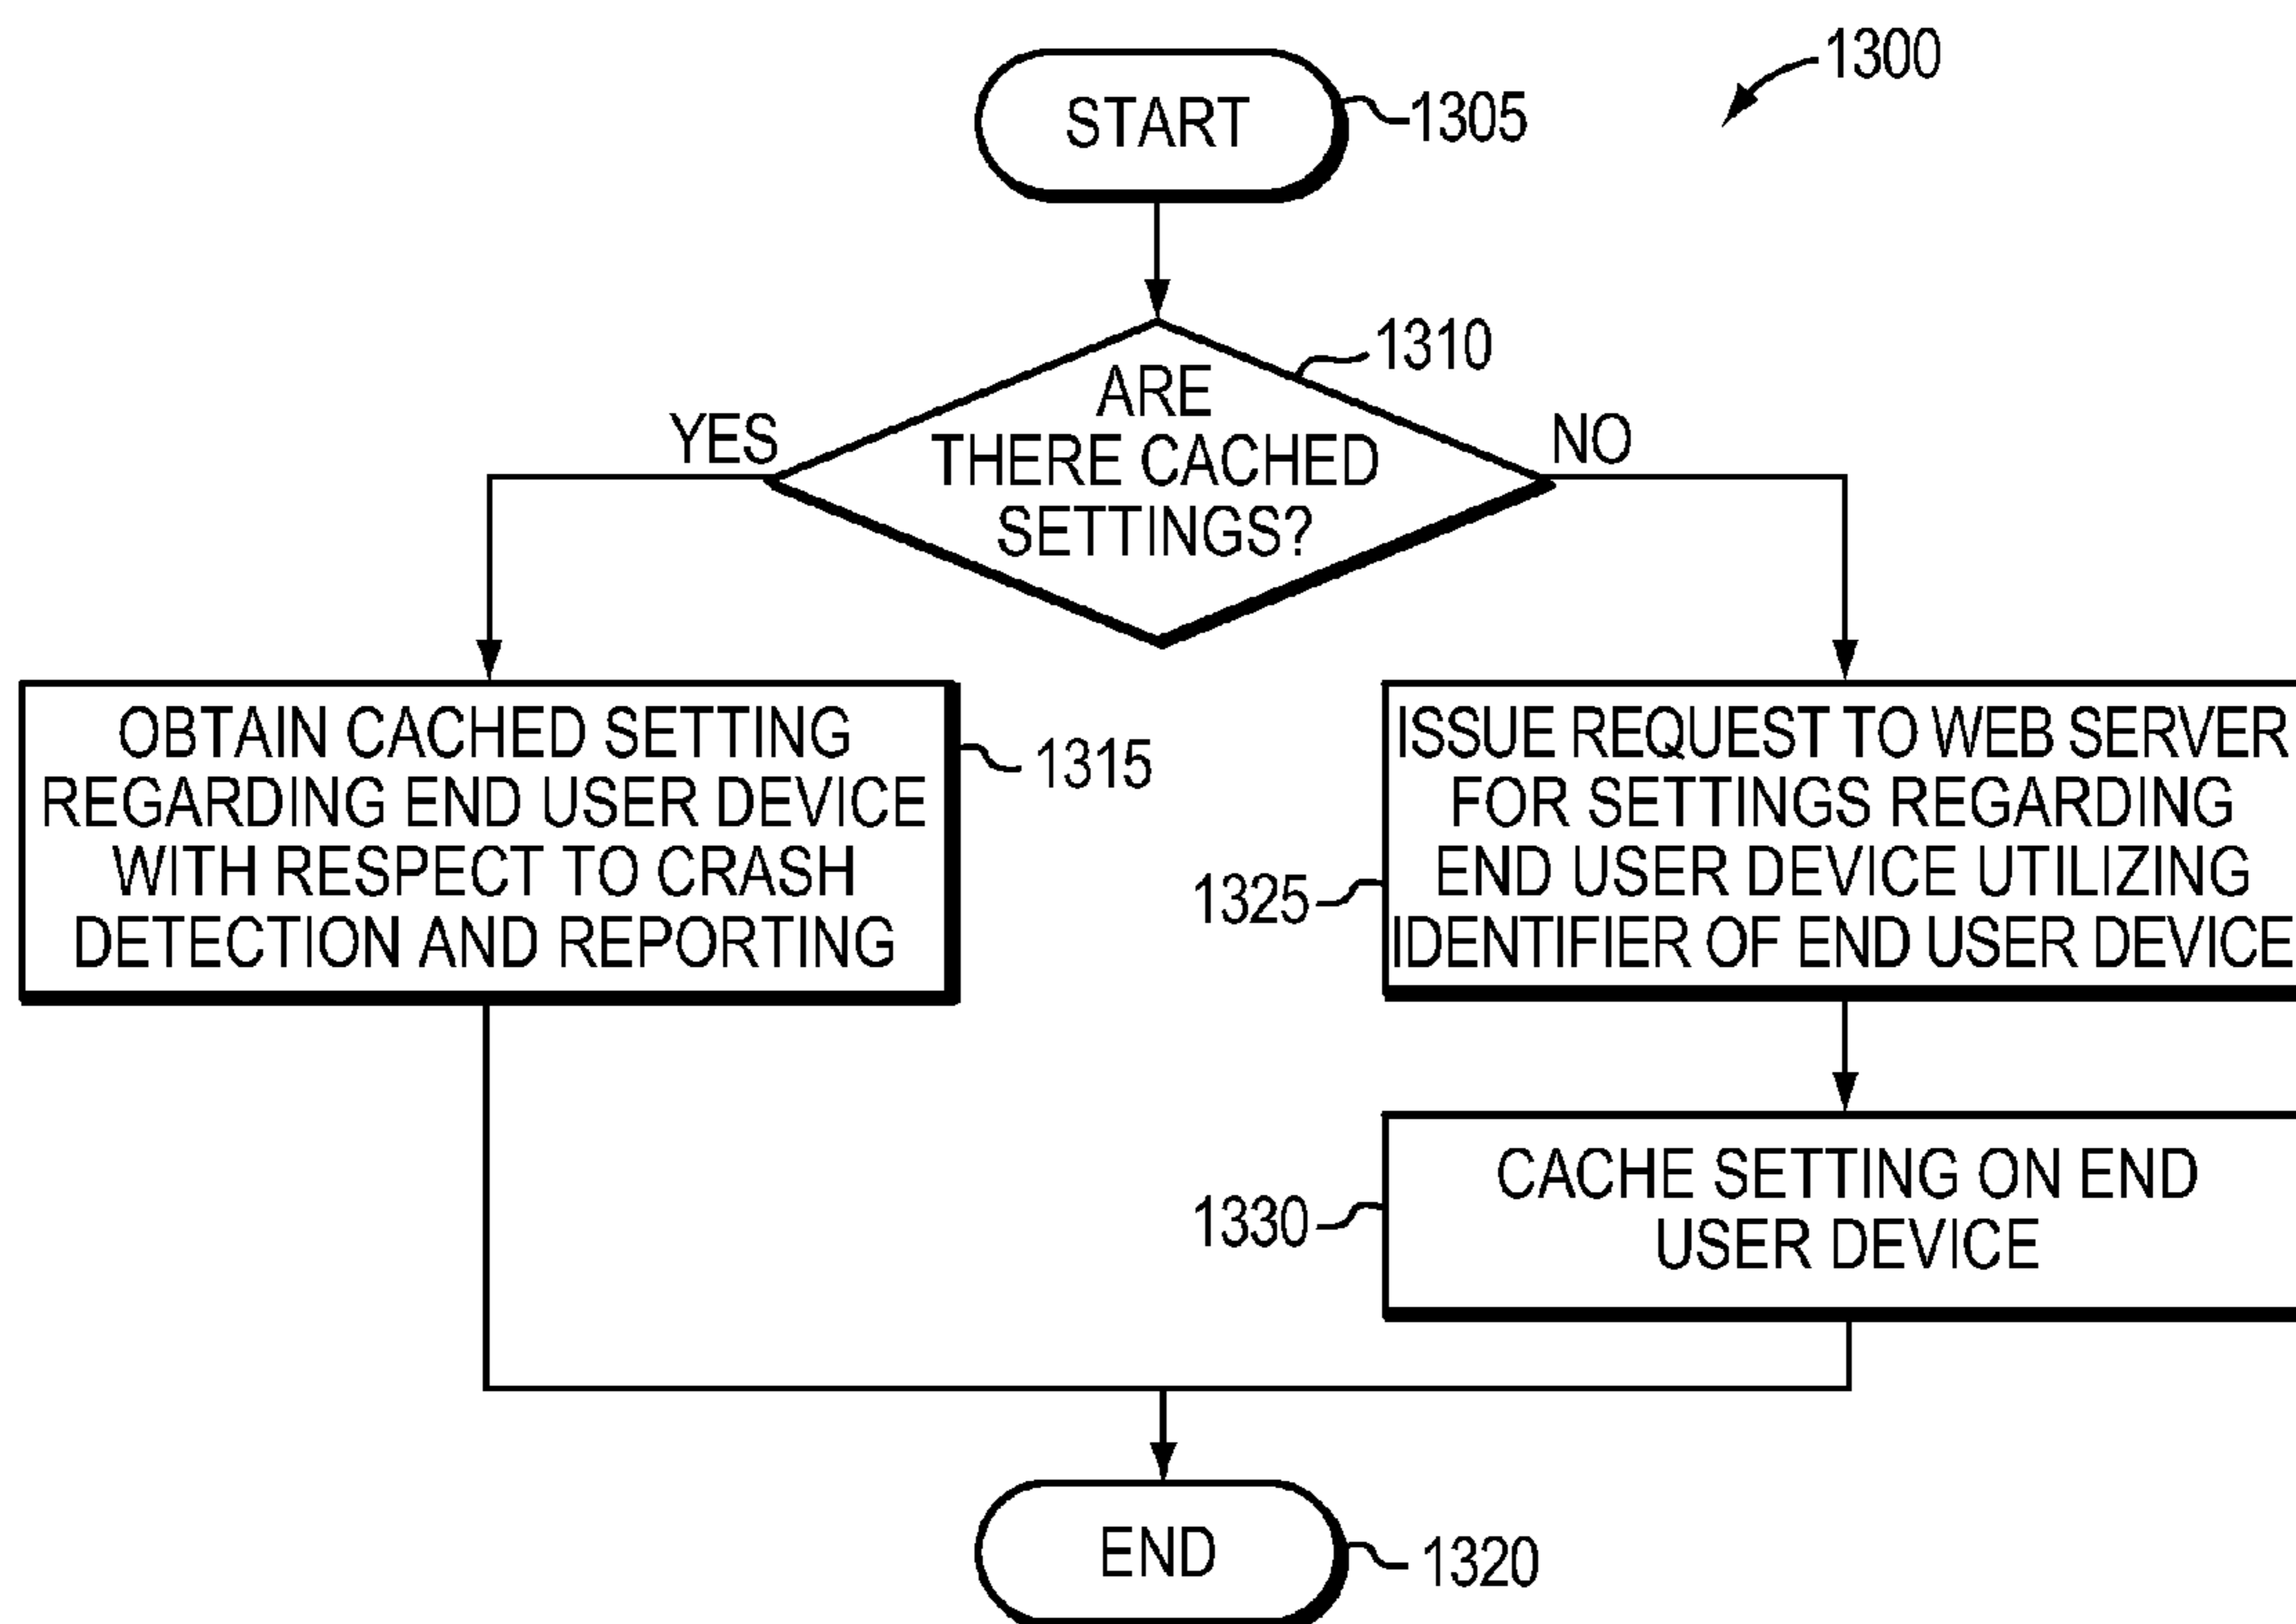 1300
START
1305
1310
ARE
THERE CACHED
SETTINGS?
YES
NO
OBTAIN CACHED SETTING
REGARDING END USER DEVICE
WITH RESPECT TO CRASH
DETECTION AND REPORTING
1315
ISSUE REQUEST TO WEB SERVER
FOR SETTINGS REGARDING
END USER DEVICE UTILIZING
IDENTIFIER OF END USER DEVICE
1325
CACHE SETTING ON END
USER DEVICE
1330
END
1320